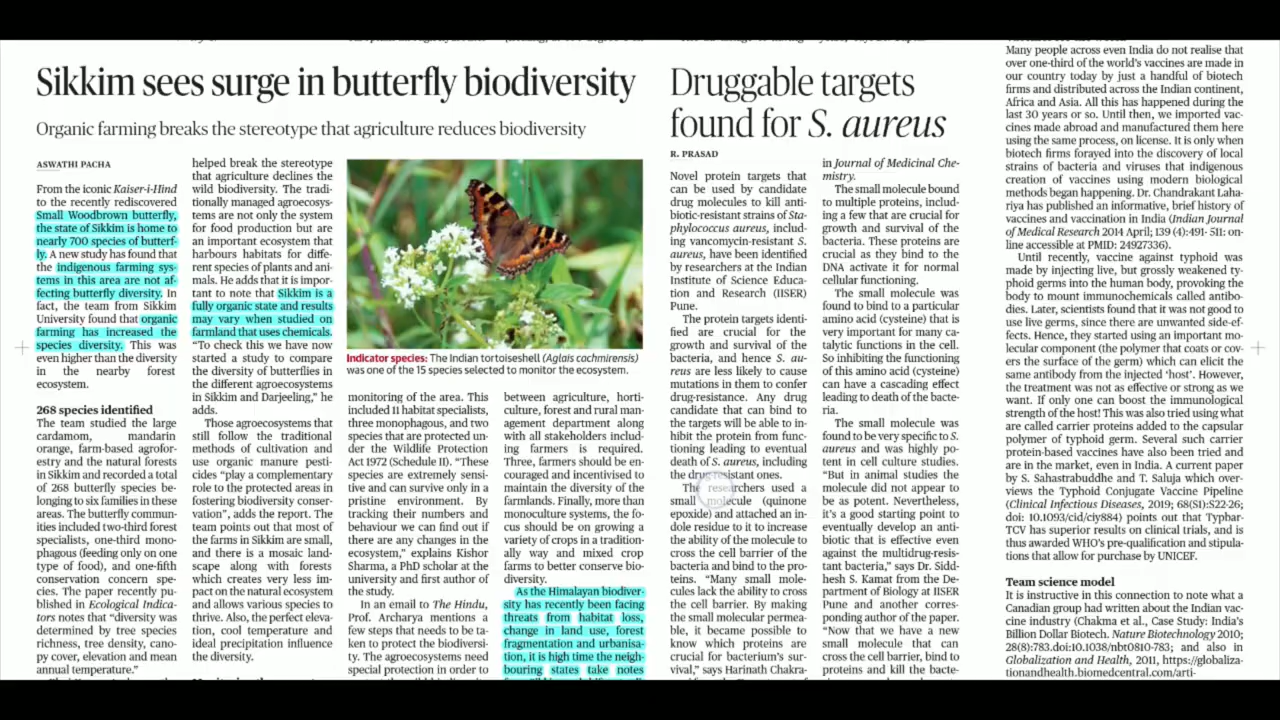 Sikkim sees surge in butterfly biodiversity
Organic farming breaks the stereotype that agriculture reduces biodiversity
ASWATHI PACHA
From the iconic Kaiser-i-Hind
to the recently rediscovered
Small Woodbrown butterfly,
the state of Sikkim is home to
nearly 700 species of butterf-
ly. A new study has found that
the indigenous farming sys-
tems in this area are not af-
fecting butterfly diversity. In
fact, the team from Sikkim
University found that organic
farming has increased the
species diversity. This was
even higher than the diversity
in the nearby forest
ecosystem.
268 species identified
The team studied the large
cardamom, mandarin
orange, farm-based agrofor-
estry and the natural forests
in Sikkim and recorded a total
of 268 butterfly species be-
longing to six families in these
areas. The butterfly commun-
ities included two-third forest
specialists, one-third mono-
phagous (feeding only on one
type of food), and one-fifth
conservation concern spe-
cies. The paper recently pu-
blished in Ecological Indica-
tors notes that “diversity was
determined by tree species
richness, tree density, cano-
py cover, elevation and mean
annual temperature.”
helped break the stereotype
that agriculture declines the
wild biodiversity. The tradi-
tionally managed agroecosys-
tems are not only the system
for food production but are
an important ecosystem that
harbours habitats for diffe-
rent species of plants and ani-
mals. He adds that it is impor-
tant to note that Sikkim is a
fully organic state and results
may vary when studied on
farmland that uses chemicals.
“To check this we have now
started a study to compare
the diversity of butterflies in
the different agroecosystems
in Sikkim and Darjeeling,” he
adds.
Those agroecosystems that
still follow the traditional
methods of cultivation and
use organic manure pesti-
cides “play a complementary
role to the protected areas in
fostering biodiversity conser-
vation”, adds the report. The
team points out that most of
the farms in Sikkim are small,
and there is a mosaic land-
scape along with forests
which creates very less im-
pact on the natural ecosystem
and allows various species to
thrive. Also, the perfect eleva-
tion, cool temperature and
ideal precipitation influence
the diversity.
Indicator species: The Indian tortoiseshell (Aglais cachmirensis)
was one of the 15 species selected to monitor the ecosystem.
monitoring of the area. This
included 11 habitat specialists,
three monophagous, and two
species that are protected un-
der the Wildlife Protection
Act 1972 (Schedule II). “These
species are extremely sensi-
tive and can survive only in a
pristine environment. By
tracking their numbers and
behaviour we can find out if
there are any changes in the
ecosystem,” explains Kishor
Sharma, a PhD scholar at the
university and first author of
the study.
In an email to The Hindu,
Prof. Archarya mentions a
few steps that needs to be ta-
ken to protect the biodiversi-
ty. The agroecosystems need
special protection in order to
between agriculture, horti-
culture, forest and rural man-
agement department along
with all stakeholders includ-
ing farmers is required.
Three, farmers should be en-
couraged and incentivised to
maintain the diversity of the
farmlands. Finally, more than
monoculture systems, the fo-
cus should be on growing a
variety of crops in a tradition-
ally way and mixed crop
farms to better conserve bio-
diversity.
As the Himalayan biodiver-
sity has recently been facing
threats from habitat loss,
change in land use, forest
fragmentation and urbanisa-
tion, it is high time the neigh-
bouring states take notes
Druggable targets
found for S. aureus
R. PRASAD
Novel protein targets that
can be used by candidate
drug molecules to kill anti-
biotic-resistant strains of Sta-
phylococcus aureus, includ-
ing vancomycin-resistant S.
aureus, have been identified
by researchers at the Indian
Institute of Science Educa-
tion and Research (IISER)
Pune.
The protein targets identi-
fied are crucial for the
growth and survival of the
bacteria, and hence S. au-
reus are less likely to cause
mutations in them to confer
drug-resistance. Any drug
candidate that can bind to
the targets will be able to in-
hibit the protein from func-
tioning leading to eventual
death of S. aureus, including
the drug-resistant ones.
The researchers used a
small molecule (quinone
epoxide) and attached an in-
dole residue to it to increase
the ability of the molecule to
cross the cell barrier of the
bacteria and bind to the pro-
teins. “Many small mole-
cules lack the ability to cross
the cell barrier. By making
the small molecule permea-
ble, it became possible to
know which proteins are
crucial for bacterium's sur-
vival,” says Harinath Chakra-
in Journal of Medicinal Che-
mistry.
The small molecule bound
to multiple proteins, includ-
ing a few that are crucial for
growth and survival of the
bacteria. These proteins are
crucial as they bind to the
DNA activate it for normal
cellular functioning.
The small molecule was
found to bind to a particular
amino acid (cysteine) that is
very important for many ca-
talytic functions in the cell.
So inhibiting the functioning
of this amino acid (cysteine)
can have a cascading effect
leading to death of the bacte-
ria.
The small molecule was
found to be very specific to S.
aureus and was highly po-
tent in cell culture studies.
“But in animal studies the
molecule did not appear to
be as potent. Nevertheless,
it's a good starting point to
eventually develop an anti-
biotic that is effective even
against the multidrug-resis-
tant bacteria,” says Dr. Sidd-
hesh S. Kamat from the De-
partment of Biology at IISER
Pune and another corres-
ponding author of the paper.
“Now that we have a new
small molecule that can
cross the cell barrier, bind to
proteins and kill the bacte-
Many people across even India do not realise that
over one-third of the world's vaccines are made in
our country today by just a handful of biotech
firms and distributed across the Indian continent,
Africa and Asia. All this has happened during the
last 30 years or so. Until then, we imported vac-
cines made abroad and manufactured them here
using the same process, on license. It is only when
biotech firms forayed into the discovery of local
strains of bacteria and viruses that indigenous
creation of vaccines using modern biological
methods began happening. Dr. Chandrakant Laha-
riya has published an informative, brief history of
vaccines and vaccination in India (Indian Journal
of Medical Research 2014 April; 139 (4):491- 511: on-
line accessible at PMID: 24927336).
Until recently, vaccine against typhoid was
made by injecting live, but grossly weakened ty-
phoid germs into the human body, provoking the
body to mount immunochemicals called antibo-
dies. Later, scientists found that it was not good to
use live germs, since there are unwanted side-ef-
fects. Hence, they started using an important mo-
lecular component (the polymer that coats or cov-
ers the surface of the germ) which can elicit the
same antibody from the injected ‘host’. However,
the treatment was not as effective or strong as we
want. If only one can boost the immunological
strength of the host! This was also tried using what
are called carrier proteins added to the capsular
polymer of typhoid germ. Several such carrier
protein-based vaccines have also been tried and
are in the market, even in India. A current paper
by S. Sahastrabuddhe and T. Saluja which over-
views the Typhoid Conjugate Vaccine Pipeline
(Clinical Infectious Diseases, 2019; 68(S1):S22-26;
doi: 10.1093/cid/ciy884) points out that Typbar-
TCV has superior results on clinical trials, and is
thus awarded WHO's pre-qualification and stipula-
tions that allow for purchase by UNICEF.
Team science model
It is instructive in this connection to note what a
Canadian group had written about the Indian vac-
cine industry (Chakma et al., Case Study: India's
Billion Dollar Biotech. Nature Biotechnology 2010;
28(8):783.doi:10.1038/nbt0810-783; and also in
Globalization and Health, 2011, https://globaliza-
tionandhealth.biomedcentral.com/arti-